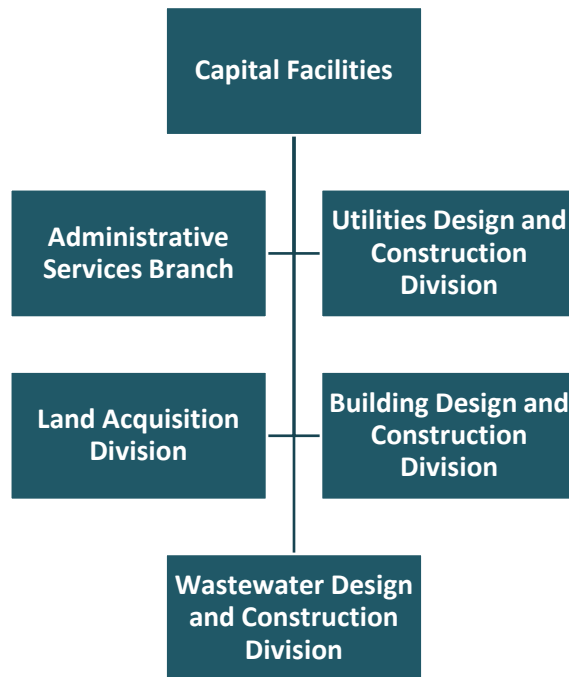 Capital Facilities
Administrative
Services Branch
Utilities Design and
Construction
Division
Land Acquisition
Division
Building Design and
Construction
Division
Wastewater Design
and Construction
Division